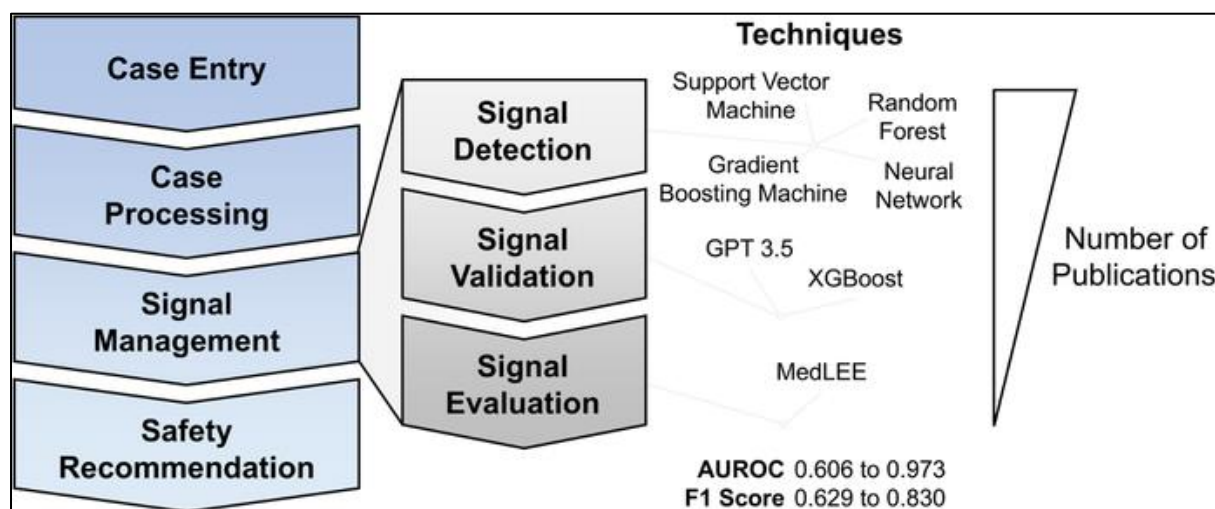 Case Entry
Case
Processing
Signal
Management
Safety
Recommendation
Signal
Detection
Signal
Validation
Signal
Evaluation
Techniques
Support Vector
Machine
Random
Forest
Gradient
Boosting Machine
Neural
Network
GPT 3.5
XGBoost
MedLEE
AUROC 0.606 to 0.973
F1 Score 0.629 to 0.830
Number of
Publications